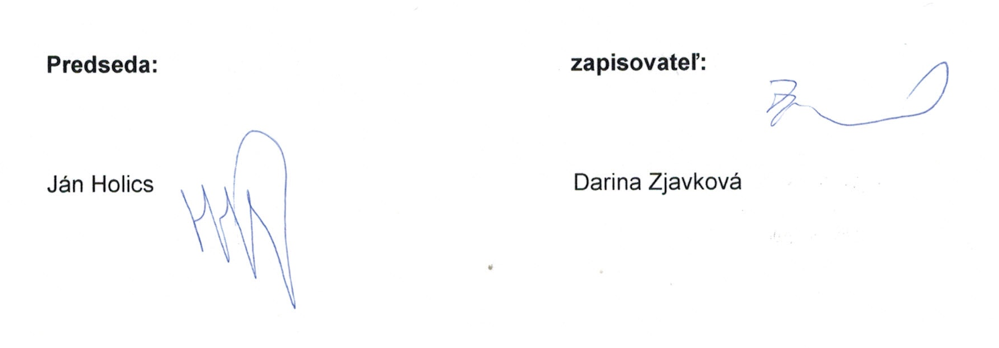 Predseda:
zapisovateľ:
Ján Holics
Darina Zjavková